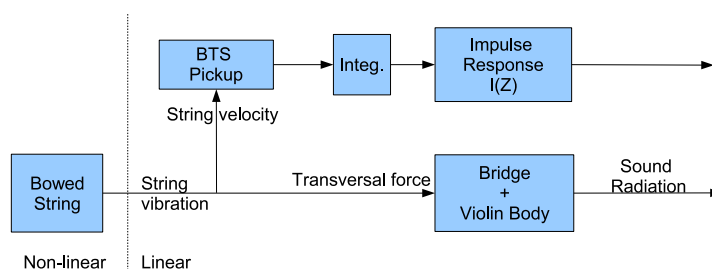 BTS
Pickup
Integ.
Impulse
Response
I(Z)
String velocity
Bowed
String
String
vibration
Transversal force
Bridge
+
Violin Body
Sound
Radiation
Non-linear
Linear